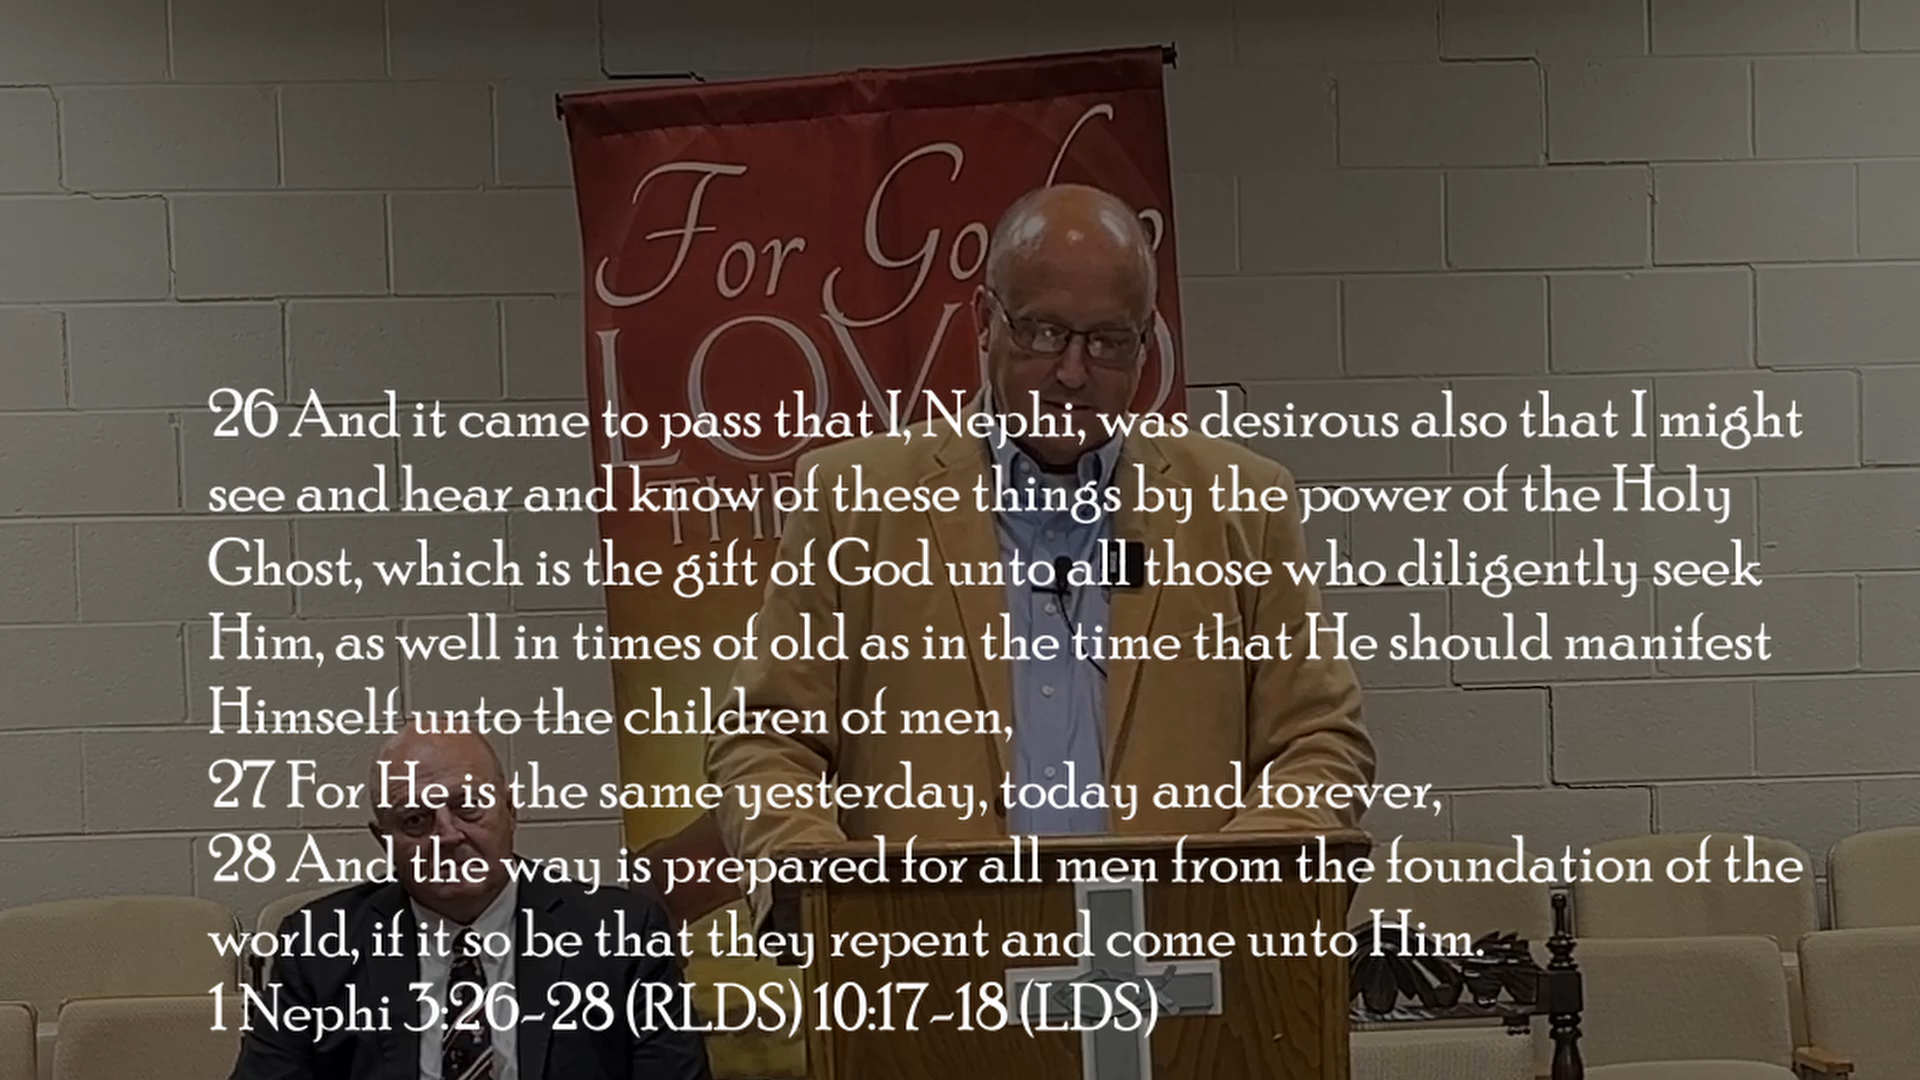 For God
LOV
THE
26 And it came to pass that I, Nephi, was desirous also that I might
see and hear and know of these things by the power of the Holy
Ghost, which is the gift of God unto all those who diligently seek
Him, as well in times of old as in the time that He should manifest
Himself unto the children of men,
27 For He is the same yesterday, today and forever,
28 And the way is prepared for all men from the foundation of the
world, if it so be that they repent and come unto Him.
1 Nephi 3:26-28 (RLDS) 10:17-18 (LDS)